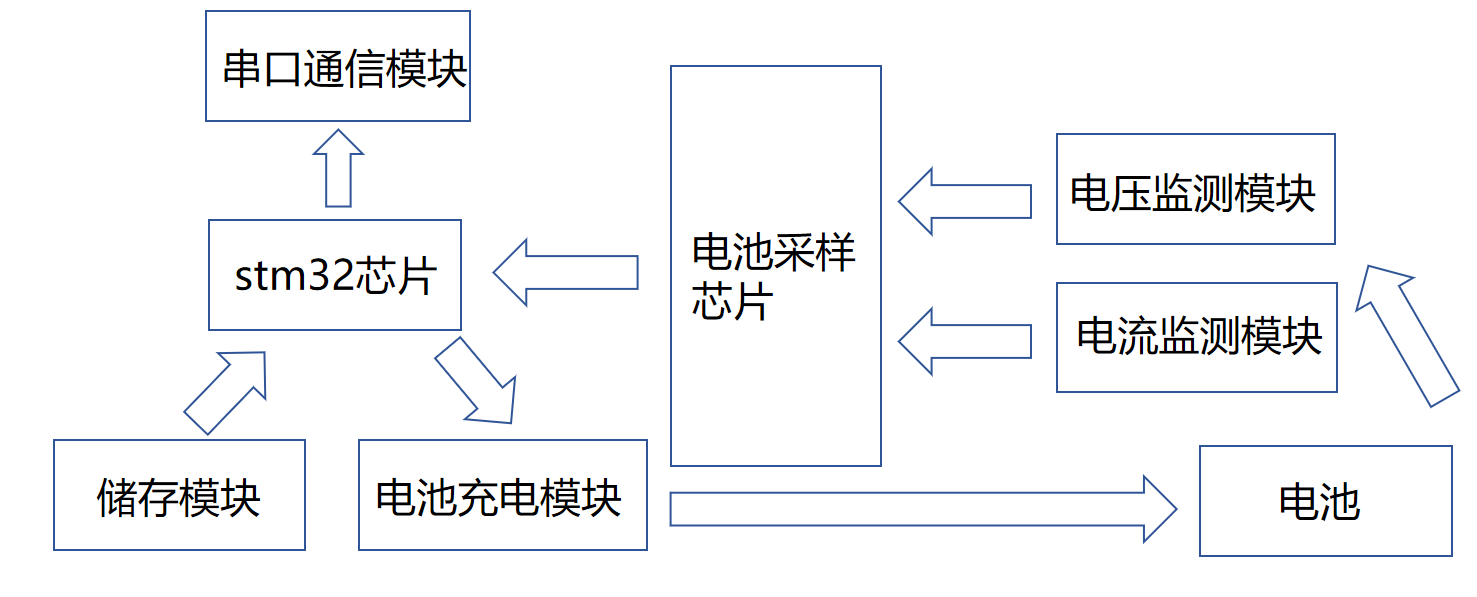 串口通信模块
stm32芯片
储存模块
电池充电模块
电池采样
芯片
电压监测模块
电流监测模块
电池